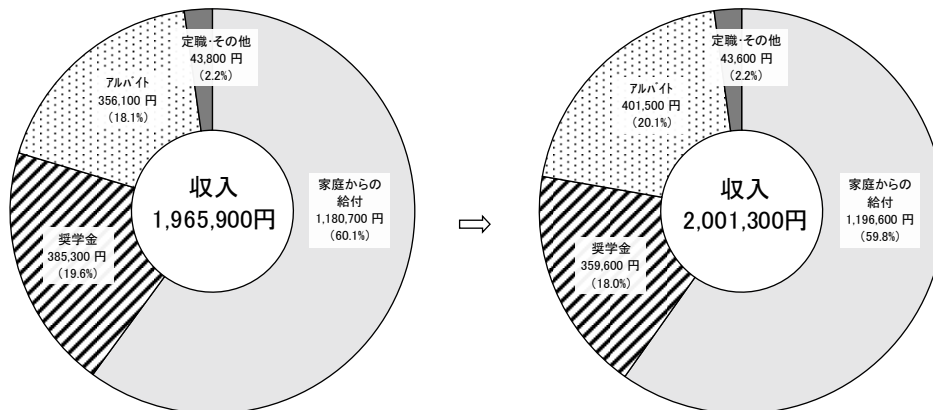 定職・その他
43,800 円
（2.2%）
アルバイト
356,100 円
（18.1%）
収入
1,965,900円
家庭からの
給付
1,180,700 円
（60.1%）
奨学金
385,300 円
（19.6%）
⇨
定職・その他
43,600 円
（2.2%）
アルバイト
401,500 円
（20.1%）
収入
2,001,300円
家庭からの
給付
1,196,600 円
（59.8%）
奨学金
359,600 円
（18.0%）